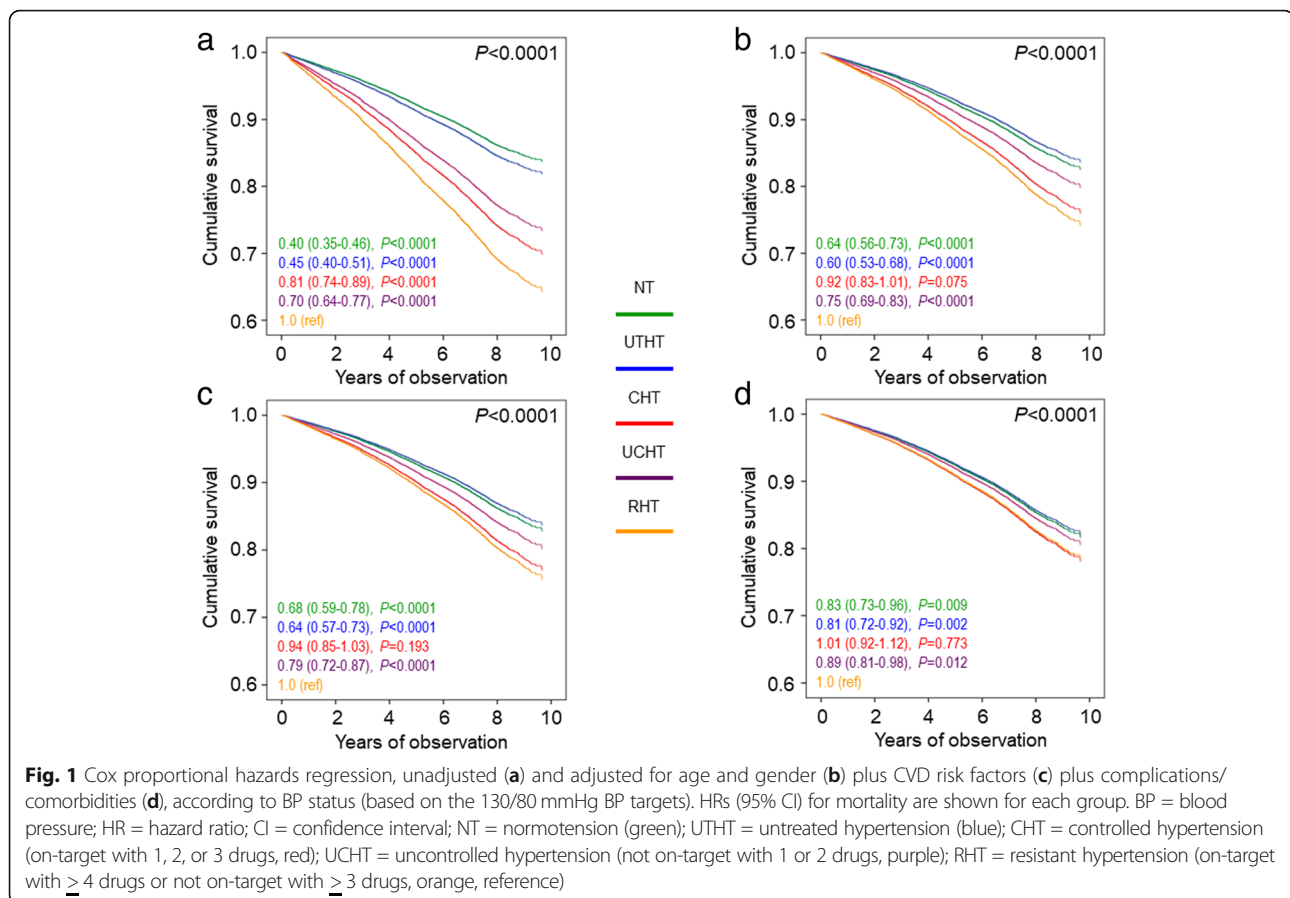 a
P<0.0001
1.0
0.9
0.8
0.7
0.6
Cumulative survival
0.40 (0.35-0.46), P<0.0001
0.45 (0.40-0.51), P<0.0001
0.81 (0.74-0.89), P<0.0001
0.70 (0.64-0.77), P<0.0001
1.0 (ref)
0 2 4 6 8 10
Years of observation
b
P<0.0001
1.0
0.9
0.8
0.7
0.6
Cumulative survival
0.64 (0.56-0.73), P<0.0001
0.60 (0.53-0.68), P<0.0001
0.92 (0.83-1.01), P=0.075
0.75 (0.69-0.83), P<0.0001
1.0 (ref)
0 2 4 6 8 10
Years of observation
NT
UTHT
CHT
UCHT
RHT
c
P<0.0001
1.0
0.9
0.8
0.7
0.6
Cumulative survival
0.68 (0.59-0.78), P<0.0001
0.64 (0.57-0.73), P<0.0001
0.94 (0.85-1.03), P=0.193
0.79 (0.72-0.87), P<0.0001
1.0 (ref)
0 2 4 6 8 10
Years of observation
d
P<0.0001
1.0
0.9
0.8
0.7
0.6
Cumulative survival
0.83 (0.73-0.96), P=0.009
0.81 (0.72-0.92), P=0.002
1.01 (0.92-1.12), P=0.773
0.89 (0.81-0.98), P=0.012
1.0 (ref)
0 2 4 6 8 10
Years of observation
Fig. 1 Cox proportional hazards regression, unadjusted (a) and adjusted for age and gender (b) plus CVD risk factors (c) plus complications/
comorbidities (d), according to BP status (based on the 130/80 mmHg BP targets). HRs (95% CI) for mortality are shown for each group. BP = blood
pressure; HR = hazard ratio; CI = confidence interval; NT = normotension (green); UTHT = untreated hypertension (blue); CHT = controlled hypertension
(on-target with 1, 2, or 3 drugs, red); UCHT = uncontrolled hypertension (not on-target with 1 or 2 drugs, purple); RHT = resistant hypertension (on-target
with ≥ 4 drugs or not on-target with ≥ 3 drugs, orange, reference)